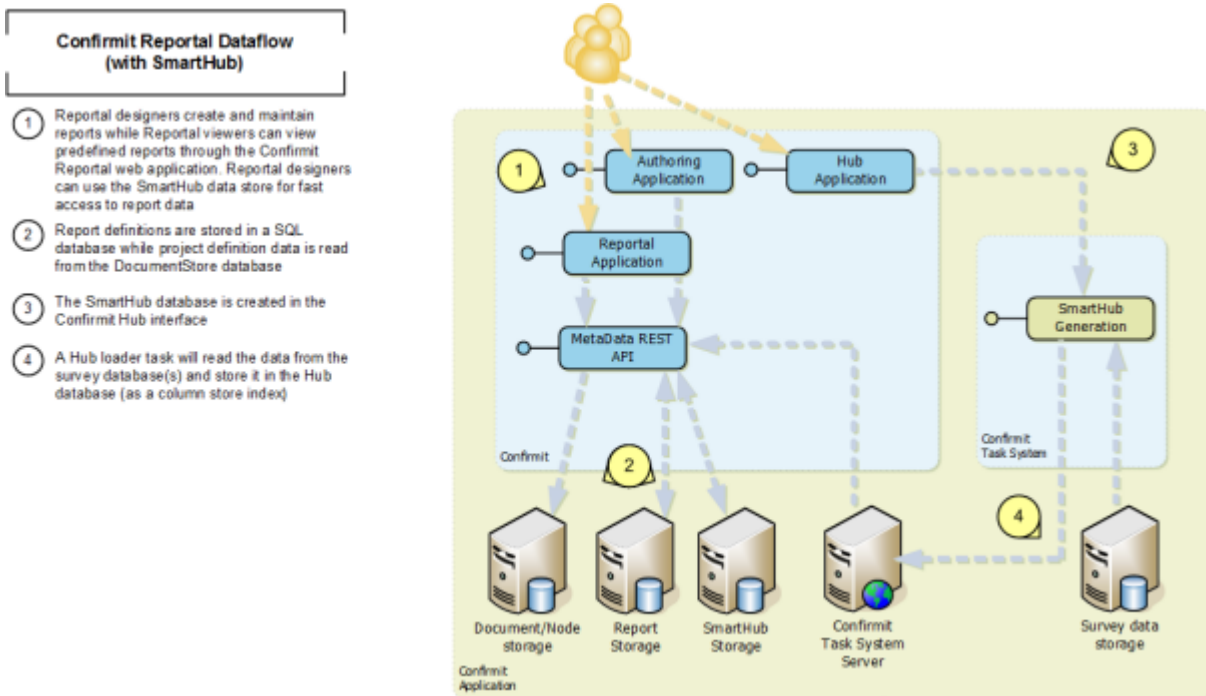 Confirmit Reportal Dataflow
(with SmartHub)
1
Reportal designers create and maintain
reports while Reportal viewers can view
predefined reports through the Confirmit
Reportal web application. Reportal designers
can use the SmartHub data store for fast
access to report data
2
Report definitions are stored in a SQL
database while project definition data is read
from the DocumentStore database
3
The SmartHub database is created in the
Confirmit Hub interface
4
A Hub loader task will read the data from the
survey database(s) and store it in the Hub
database (as a column store index)
1
Authoring
Application
Hub
Application
3
Reportal
Application
SmartHub
Generation
MetaData REST
API
Confirmit
2
Confirmit
Task System
4
Document/Node
storage
Report
Storage
SmartHub
Storage
Confirmit
Task System
Server
Survey data
storage
Confirmit
Application